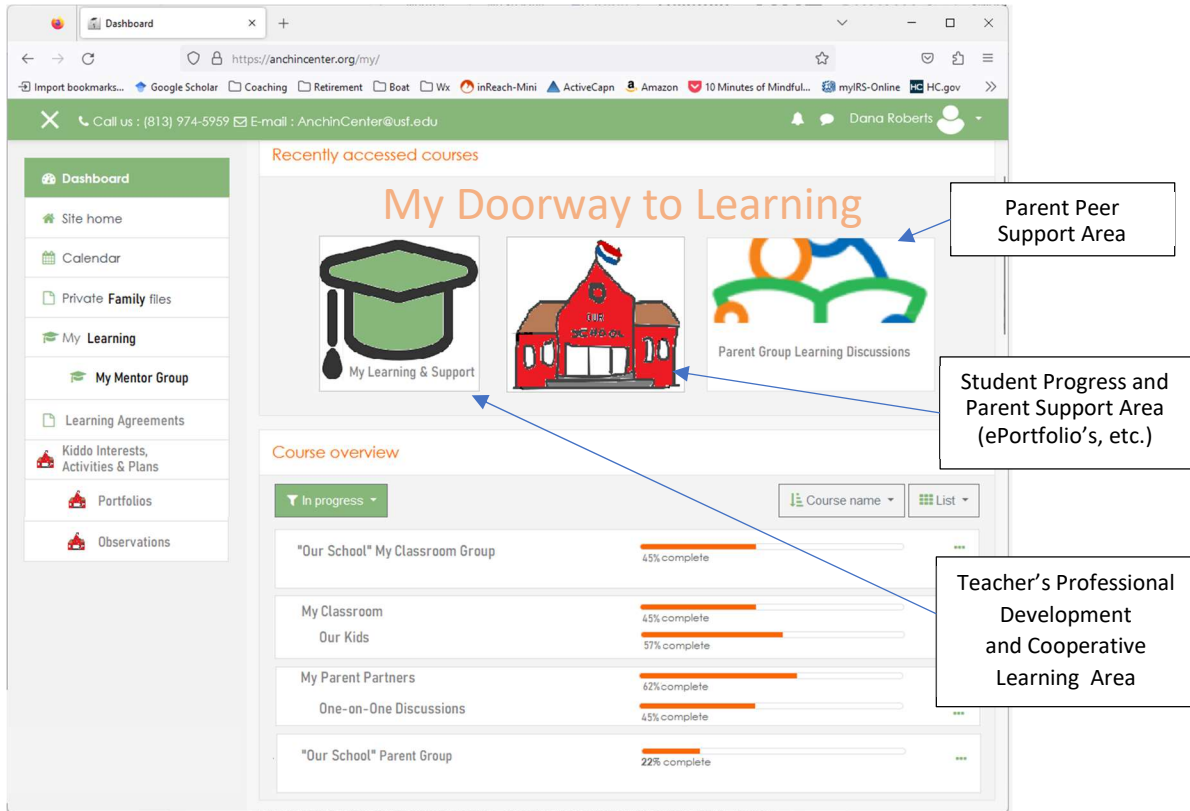 Dashboard
https://anchincenter.org/my/
Import bookmarks... Google Scholar Coaching Retirement Boat Wx inReach-Mini ActiveCapn Amazon 10 Minutes of Mindful... myIRS-Online HC HC.gov
Call us : (813) 974-5959 E-mail : AnchinCenter@usf.edu
Dana Roberts
Dashboard
Site home
Calendar
Private Family files
My Learning
My Mentor Group
Learning Agreements
Kiddo Interests,
Activities & Plans
Portfolios
Observations
Recently accessed courses
My Doorway to Learning
My Learning & Support
OUR
SCHOOL
Parent Group Learning Discussions
Course overview
In progress
Course name
List
"Our School" My Classroom Group
45% complete
My Classroom
45% complete
Our Kids
57% complete
My Parent Partners
62% complete
One-on-One Discussions
45% complete
"Our School" Parent Group
22% complete
Parent Peer
Support Area
Student Progress and
Parent Support Area
(ePortfolio's, etc.)
Teacher's Professional
Development
and Cooperative
Learning Area